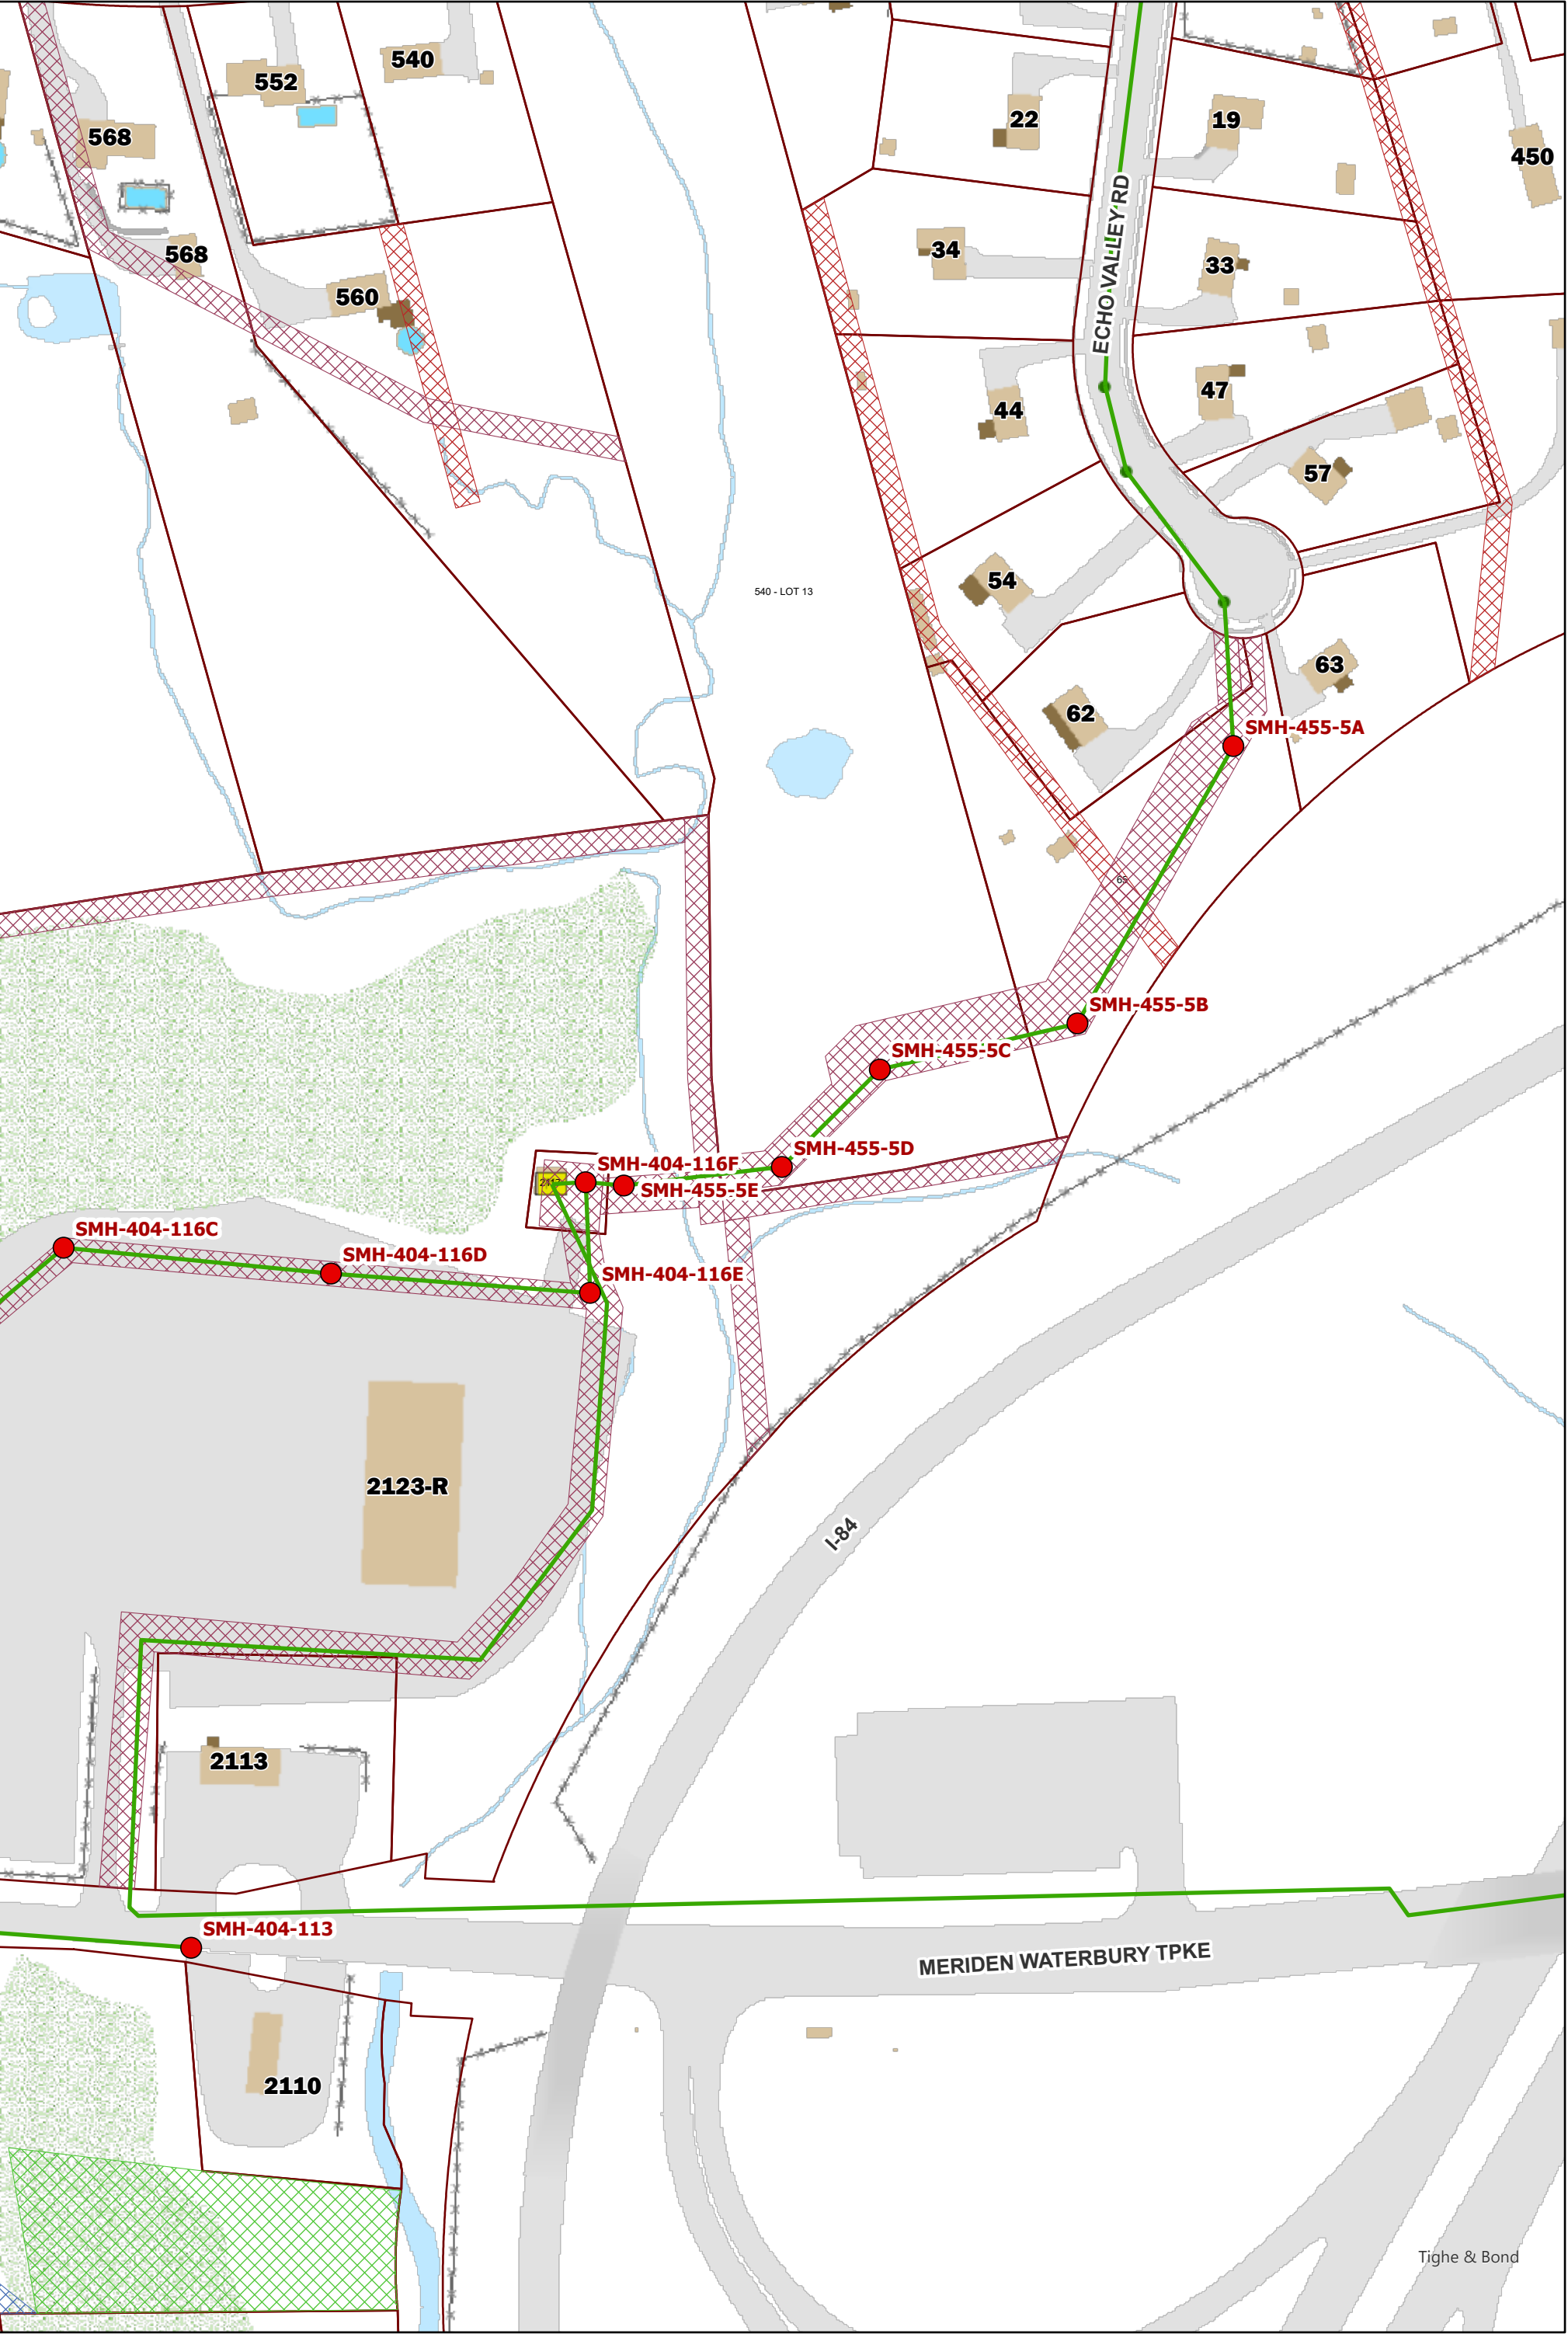 540
552
22
19
568
450
ECHO VALLEY RD
34
568
33
560
47
44
57
54
540 - LOT 13
63
62
SMH-455-5A
65
SMH-455-5B
SMH-455-5C
SMH-455-5D
SMH-404-116F
SMH-455-5E
SMH-404-116C
SMH-404-116D
SMH-404-116E
2123-R
I-84
2113
SMH-404-113
MERIDEN WATERBURY TPKE
2110
Tighe & Bond